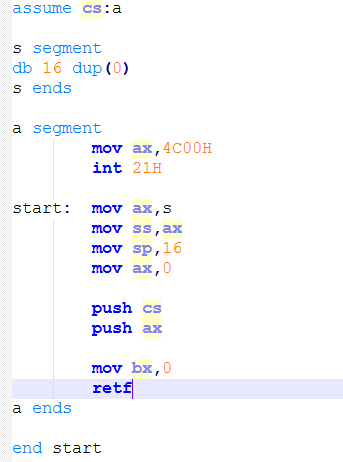 assume cs:a
s segment
db 16 dup(0)
s ends
a segment
mov ax,4C00H
int 21H
start: mov ax,s
mov ss,ax
mov sp,16
mov ax,0
push cs
push ax
mov bx,0
retf
a ends
end start